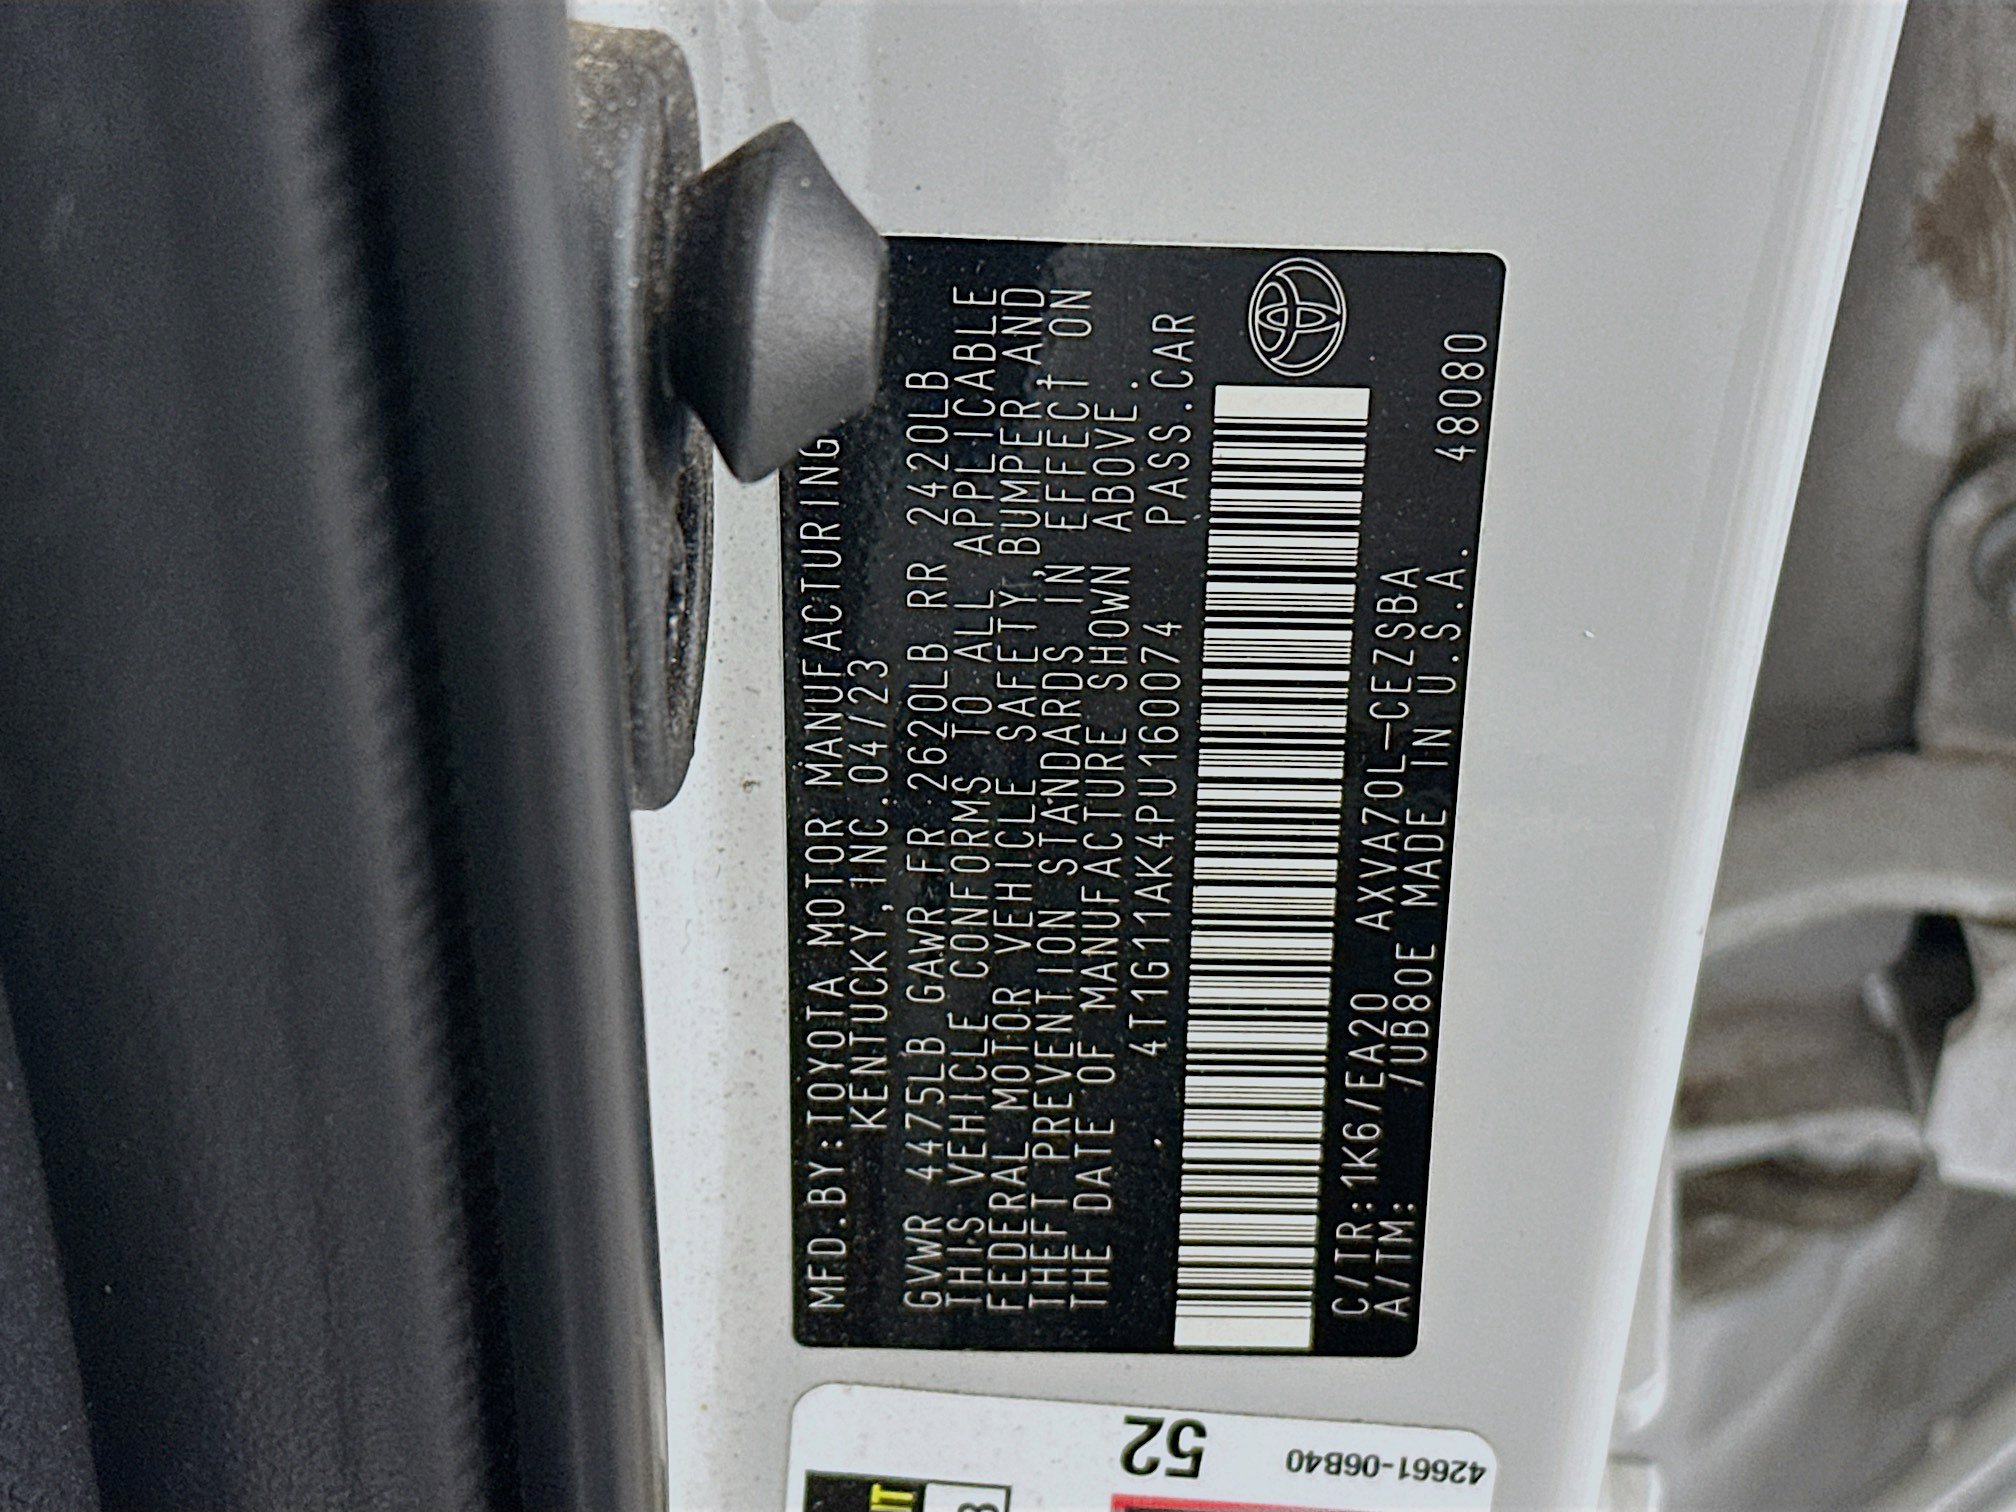 MFD.BY:TOYOTA MOTOR MANUFACTURING
KENTUCKY,INC.04/23
GVWR 4475LB GAWR FR 2620LB RR 2420LB
THIS VEHICLE CONFORMS TO ALL APPLICABLE
FEDERAL MOTOR VEHICLE SAFETY,BUMPER,AND
THEFT PREVENTION STANDARDS IN EFFECT ON
THE DATE OF MANUFACTURE SHOWN ABOVE.
4T1G11AK4PU160074 PASS.CAR
C/TR:1K6/EA20 AXVA70L-CEZSBA
A/TM: /UB80E MADE IN U.S.A. 48080
52
42661-06B40